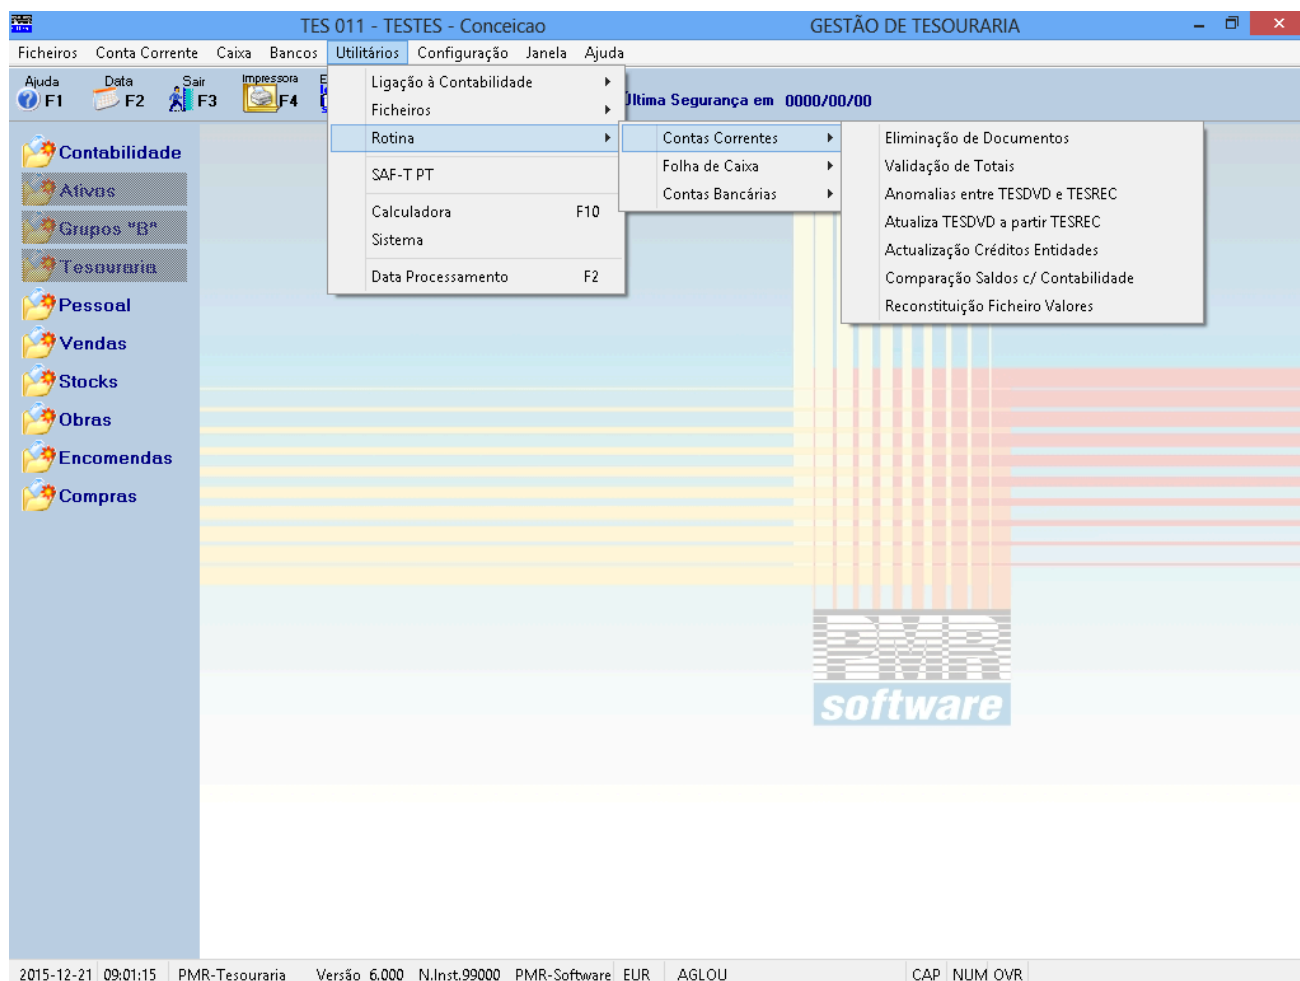 TES 011 - TESTES - Conceicao GESTÃO DE TESOURARIA
Ficheiros Conta Corrente Caixa Bancos Utilitários Configuração Janela Ajuda
Ajuda F1 Data F2 Sair F3 Impressora F4
Última Segurança em 0000/00/00
Contabilidade
Ativos
Grupos "B"
Tesouraria
Pessoal
Vendas
Stocks
Obras
Encomendas
Compras
Ligação à Contabilidade
Ficheiros
Rotina
SAF-T PT
Calculadora F10
Sistema
Data Processamento F2
Contas Correntes
Folha de Caixa
Contas Bancárias
Eliminação de Documentos
Validação de Totais
Anomalias entre TESDVD e TESREC
Atualiza TESDVD a partir TESREC
Actualização Créditos Entidades
Comparação Saldos c/ Contabilidade
Reconstituição Ficheiro Valores
PMR
software
2015-12-21 09:01:15 PMR-Tesouraria Versão 6.000 N.Inst.99000 PMR-Software EUR AGLOU CAP NUM OVR